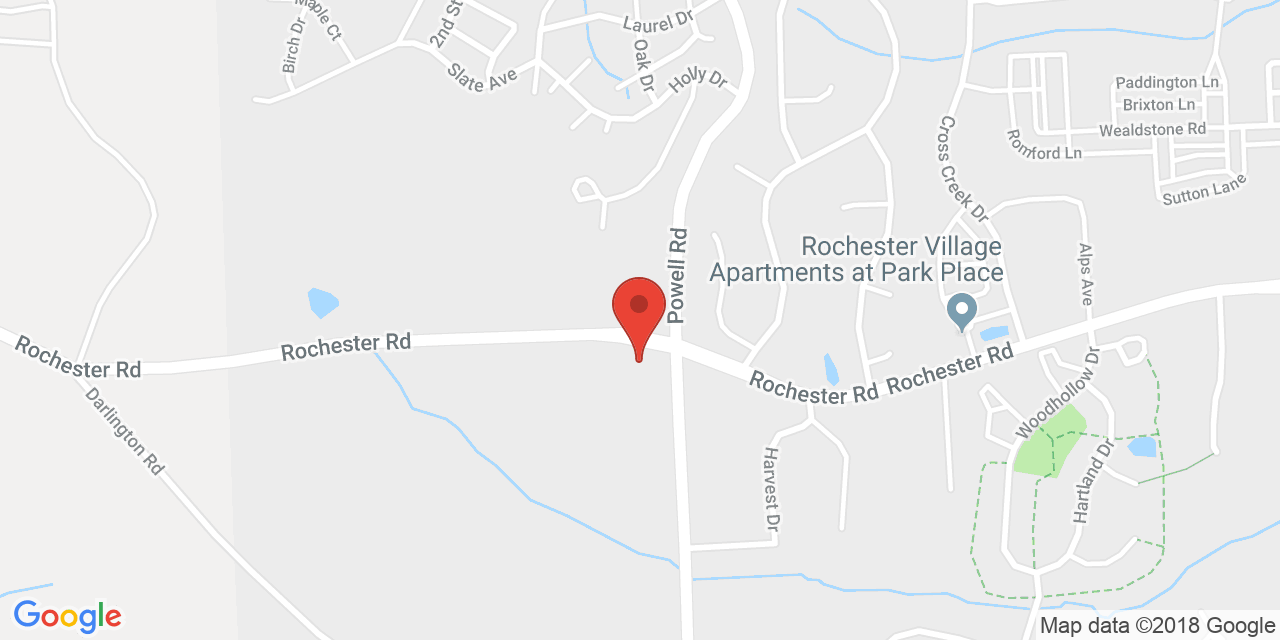 Maple Ct
Birch Dr
2nd St
Slate Ave
Laurel Dr
Oak Dr
Holly Dr
Paddington Ln
Brixton Ln
Wealdstone Rd
Romford Ln
Sutton Lane
Cross Creek Dr
Powell Rd
Rochester Village
Apartments at Park Place
Alps Ave
Rochester Rd
Rochester Rd
Rochester Rd
Rochester Rd
Darlington Rd
Woodhollow Dr
Hartland Dr
Harvest Dr
Google
Map data ©2018 Google